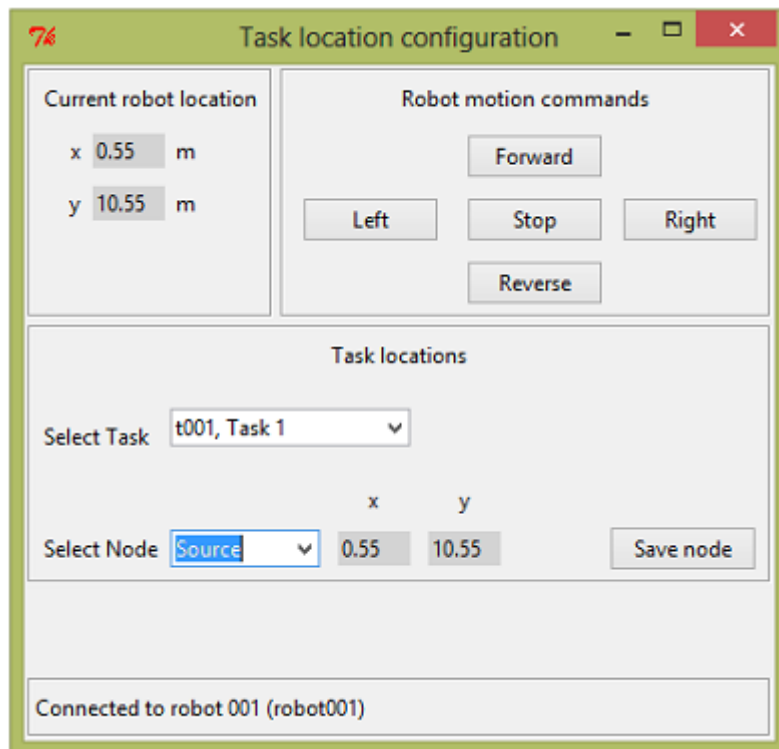 Task location configuration
Current robot location
x 0.55 m
y 10.55 m
Robot motion commands
Forward
Left Stop Right
Reverse
Task locations
Select Task t001, Task 1
x y
Select Node Source 0.55 10.55 Save node
Connected to robot 001 (robot001)